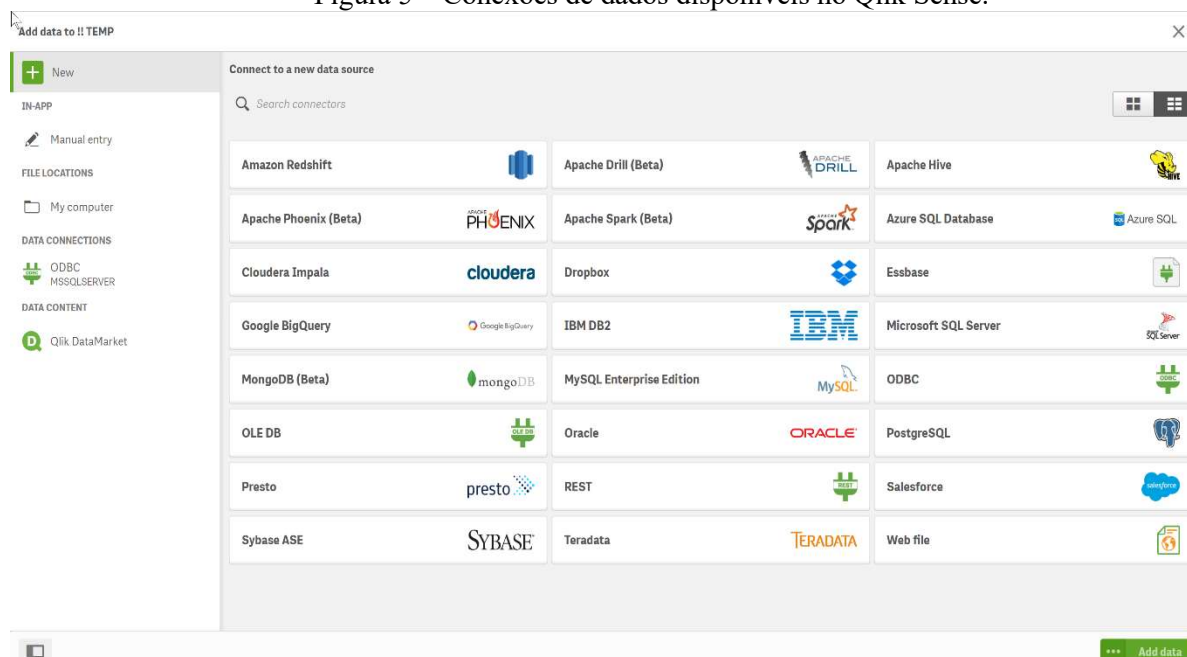 Figura 5 – Conexões de dados disponíveis no Qlik Sense.
Add data to !! TEMP
New
IN-APP
Manual entry
FILE LOCATIONS
My computer
DATA CONNECTIONS
ODBC
MSSQLSERVER
DATA CONTENT
Qlik DataMarket
Connect to a new data source
Search connectors
Amazon Redshift
Apache Drill (Beta) APACHE DRILL
Apache Hive HIVE
Apache Phoenix (Beta) APACHE PHOENIX
Apache Spark (Beta) APACHE Spark
Azure SQL Database SQL Azure SQL
Cloudera Impala cloudera
Dropbox
Essbase
Google BigQuery Google BigQuery
IBM DB2 IBM
Microsoft SQL Server SQL Server
MongoDB (Beta) mongoDB
MySQL Enterprise Edition MySQL
ODBC ODBC
OLE DB OLE DB
Oracle ORACLE
PostgreSQL
Presto presto
REST REST
Salesforce salesforce
Sybase ASE SYBASE
Teradata TERADATA
Web file
Add data